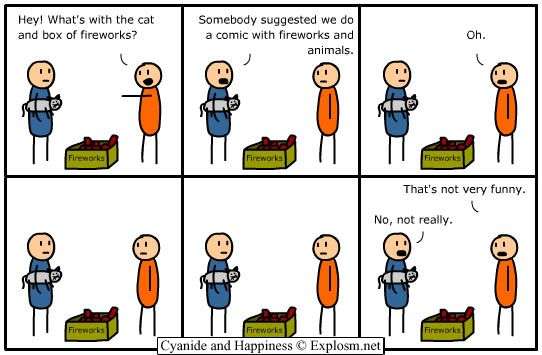 Hey! What's with the cat
and box of fireworks?
Fireworks
Somebody suggested we do
a comic with fireworks and
animals.
Fireworks
Oh.
Fireworks
Fireworks
Fireworks
That's not very funny.
No, not really.
Fireworks
Cyanide and Happiness © Explosm.net